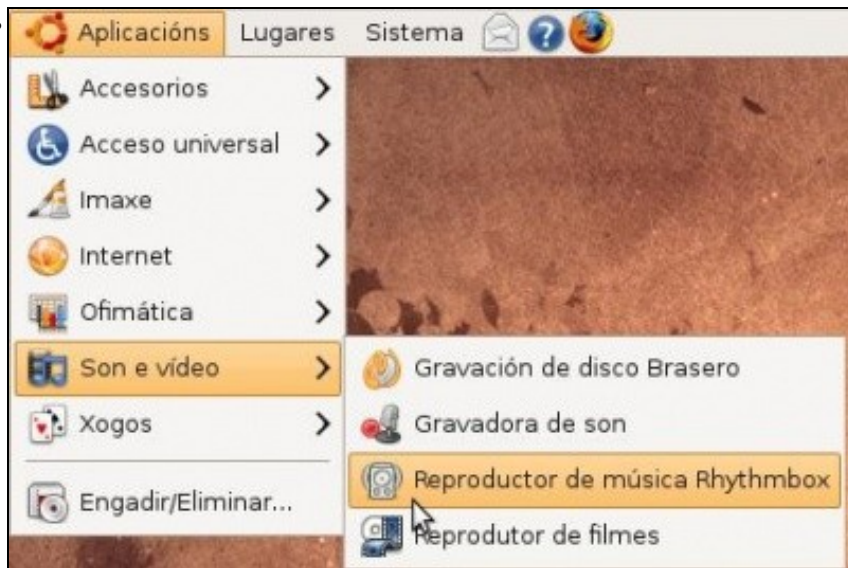 Aplicacións Lugares Sistema
Accesorios
Acceso universal
Imaxe
Internet
Ofimática
Son e vídeo
Xogos
Engadir/Eliminar...
Gravación de disco Brasero
Gravadora de son
Reproductor de música Rhythmbox
Reprodutor de filmes